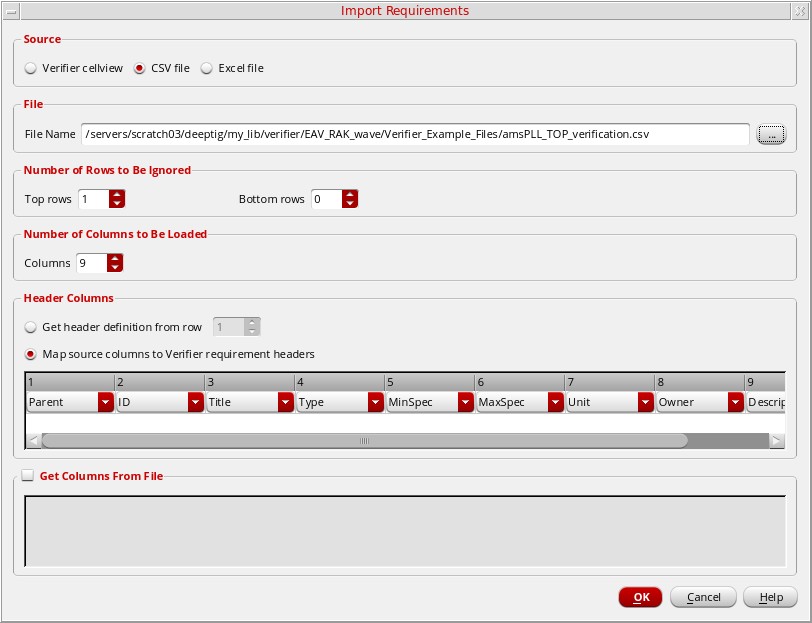 Import Requirements
Source
Verifier cellview CSV file Excel file
File
File Name /servers/scratch03/deeptig/my_lib/verifier/EAV_RAK_wave/Verifier_Example_Files/amsPLL_TOP_verification.csv ...
Number of Rows to Be Ignored
Top rows 1 Bottom rows 0
Number of Columns to Be Loaded
Columns 9
Header Columns
Get header definition from row 1
Map source columns to Verifier requirement headers
1 2 3 4 5 6 7 8 9
Parent ID Title Type MinSpec MaxSpec Unit Owner Descrip
Get Columns From File
OK Cancel Help